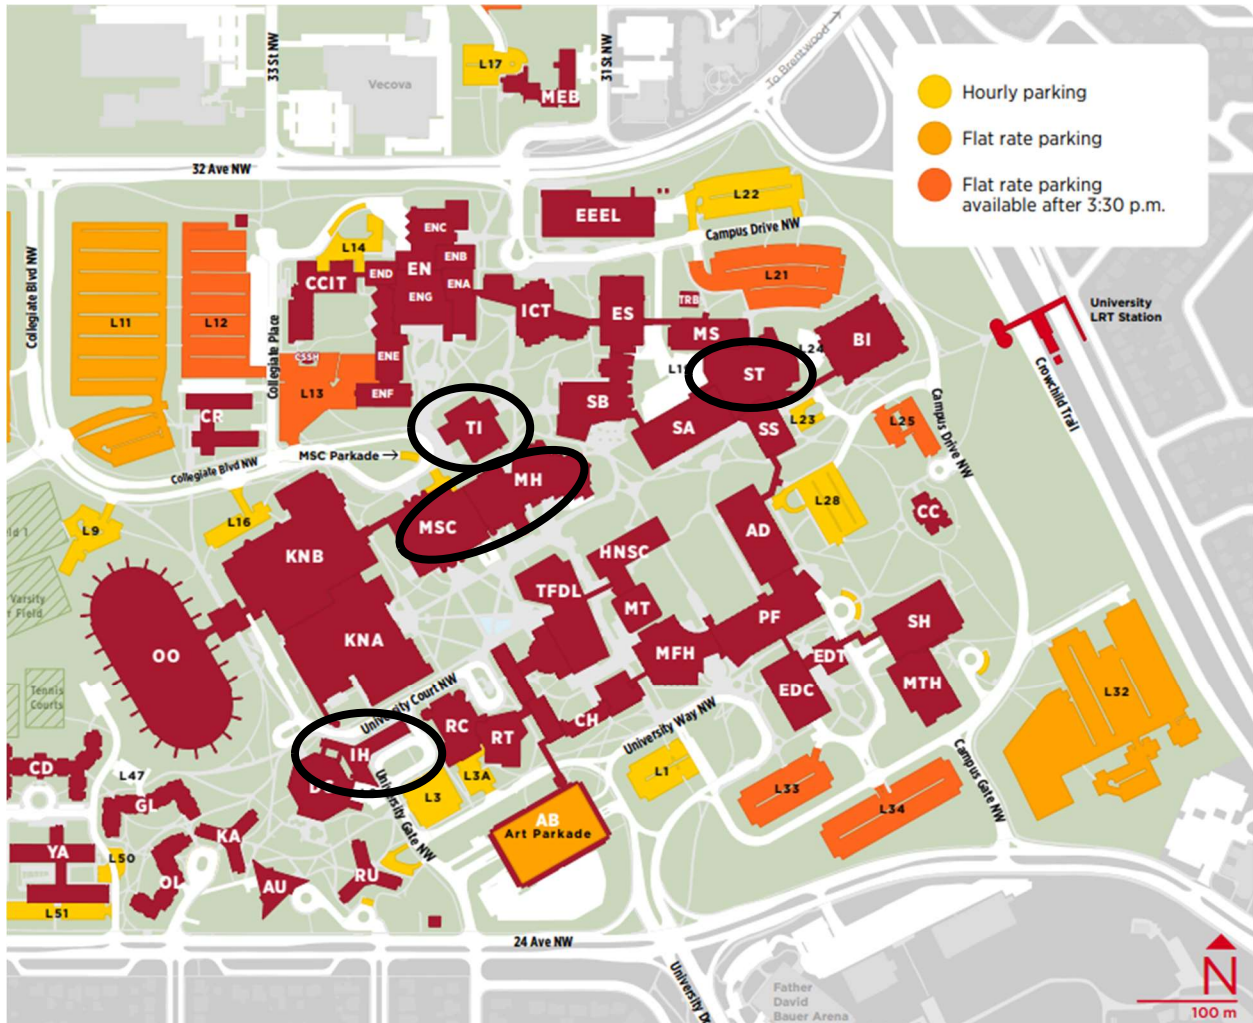 33 St NW
L17
Vecova
MEB
31 St NW
To Brentwood
Hourly parking
Flat rate parking
Flat rate parking
available after 3:30 p.m.
32 Ave NW
Collegiate Blvd NW
L11
L12
Collegiate Place
L14
CCIT
END
EN
ENC
ENB
ENA
ENG
ENE
ENF
CSSH
L13
ICT
ES
EEEL
L22
Campus Drive NW
L21
TRB
MS
L24
BI
ST
SB
SA
SS
L23
L25
Campus Drive NW
University
LRT Station
Crowchild Trail
CR
TI
MSC Parkade
Collegiate Blvd NW
MH
MSC
L16
L9
KNB
KNA
OO
Varsity
Field
Tennis
Courts
HNSC
TFDL
MT
MFH
AD
PF
L28
CC
SH
EDT
EDC
MTH
L32
University Court NW
IH
RC
RT
CH
University Way NW
L1
L33
L34
Campus Gate NW
CD
L47
GI
YA
L50
L51
OL
KA
AU
RU
University Gate NW
L3
L3A
AB
Art Parkade
24 Ave NW
Father
David
Bauer Arena
N
100 m